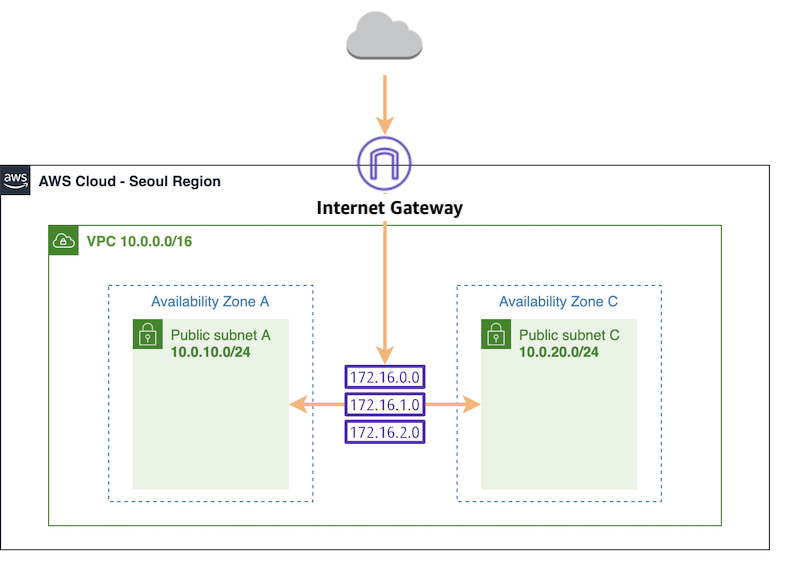 aws
AWS Cloud - Seoul Region
Internet Gateway
VPC 10.0.0.0/16
Availability Zone A
Public subnet A
10.0.10.0/24
172.16.0.0
172.16.1.0
172.16.2.0
Availability Zone C
Public subnet C
10.0.20.0/24